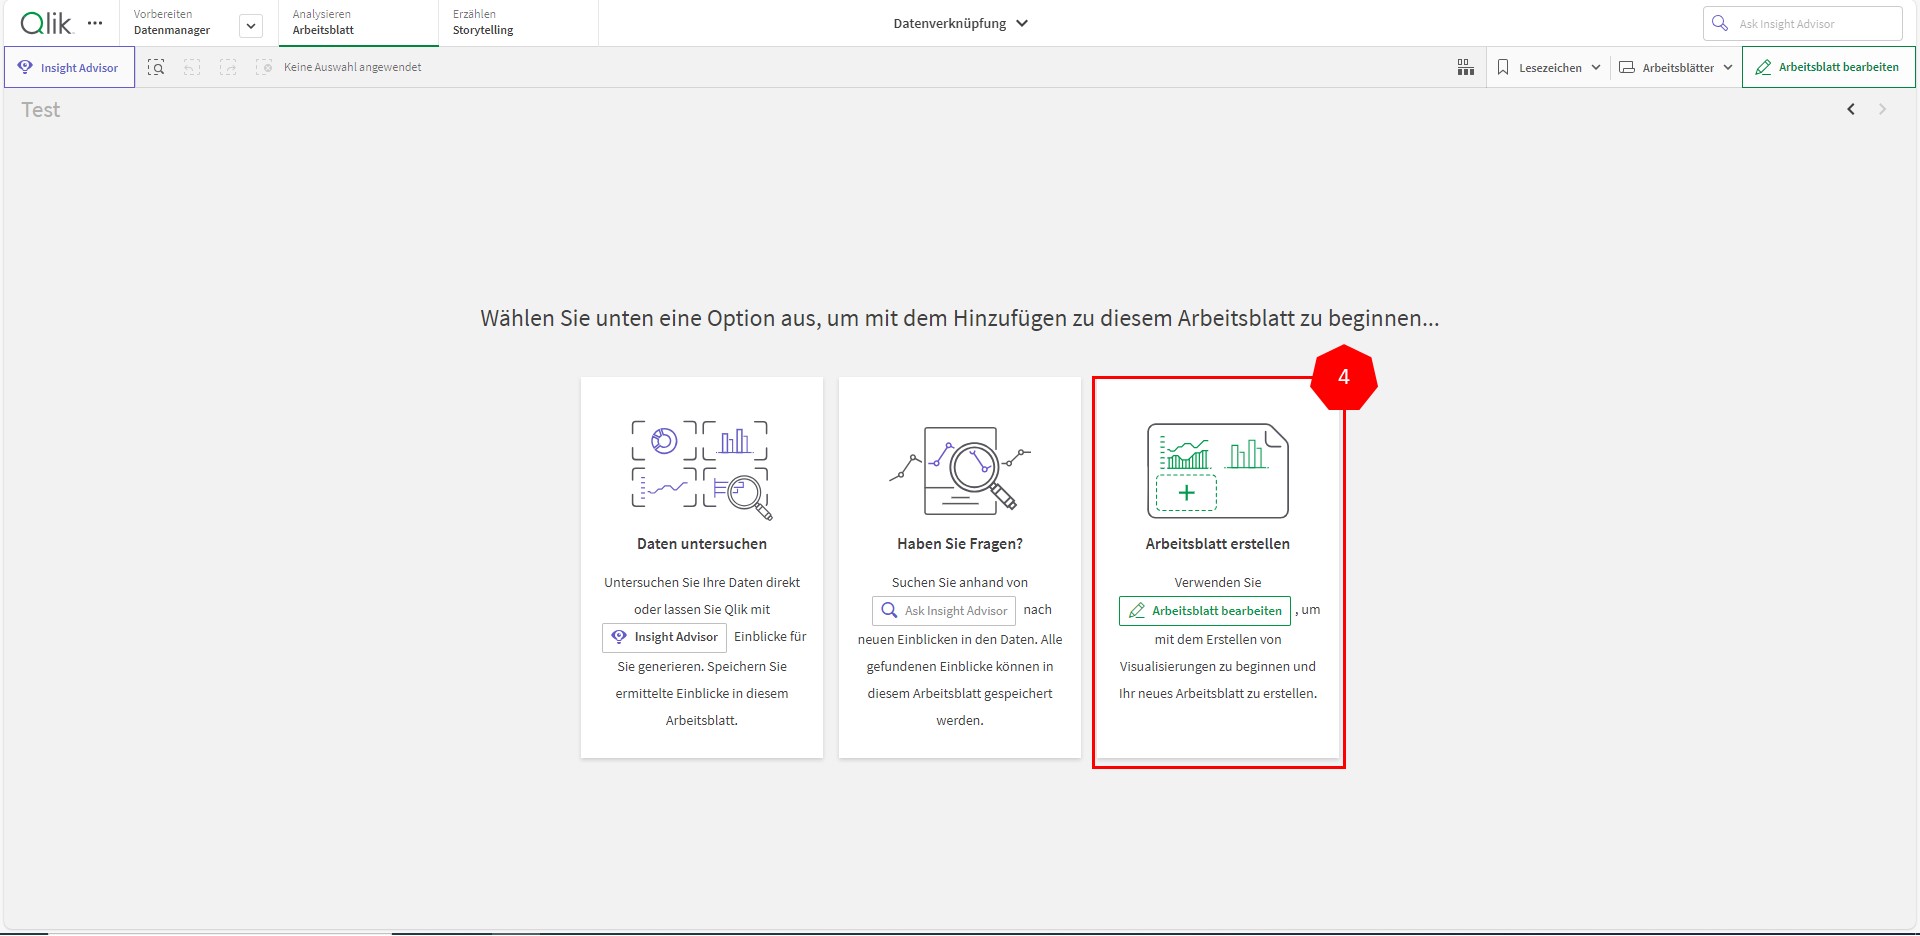 Qlik
Vorbereiten
Datenmanager
Analysieren
Arbeitsblatt
Erzählen
Storytelling
Datenverknüpfung
Ask Insight Advisor
Insight Advisor
Keine Auswahl angewendet
Lesezeichen
Arbeitsblätter
Arbeitsblatt bearbeiten
Test
Wählen Sie unten eine Option aus, um mit dem Hinzufügen zu diesem Arbeitsblatt zu beginnen...
Daten untersuchen
Untersuchen Sie Ihre Daten direkt
oder lassen Sie Qlik mit
Insight Advisor Einblicke für
Sie generieren. Speichern Sie
ermittelte Einblicke in diesem
Arbeitsblatt.
Haben Sie Fragen?
Suchen Sie anhand von
Ask Insight Advisor nach
neuen Einblicken in den Daten. Alle
gefundenen Einblicke können in
diesem Arbeitsblatt gespeichert
werden.
4
Arbeitsblatt erstellen
Verwenden Sie
Arbeitsblatt bearbeiten , um
mit dem Erstellen von
Visualisierungen zu beginnen und
Ihr neues Arbeitsblatt zu erstellen.